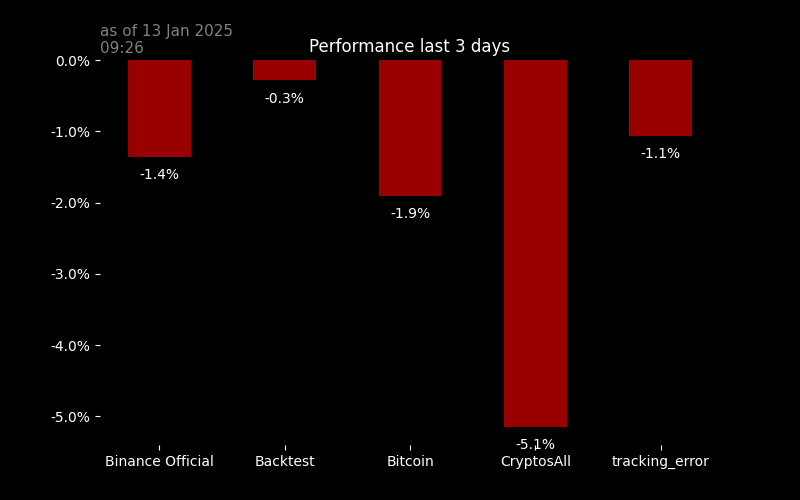 as of 13 Jan 2025
09:26
Performance last 3 days
0.0%
-1.0%
-2.0%
-3.0%
-4.0%
-5.0%
-1.4%
-0.3%
-1.9%
-5.1%
-1.1%
Binance Official
Backtest
Bitcoin
CryptosAll
tracking_error